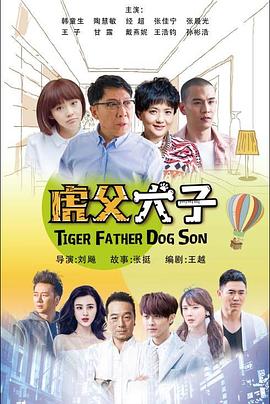 主演:
韩童生 陶慧敏 经超 张佳宁 张晨光
王子 甘露 戴燕妮 王浩钧 孙彬浩
虎父犬子
TIGER FATHER DOG SON
导演:刘飚 故事:张挺 编剧:王越